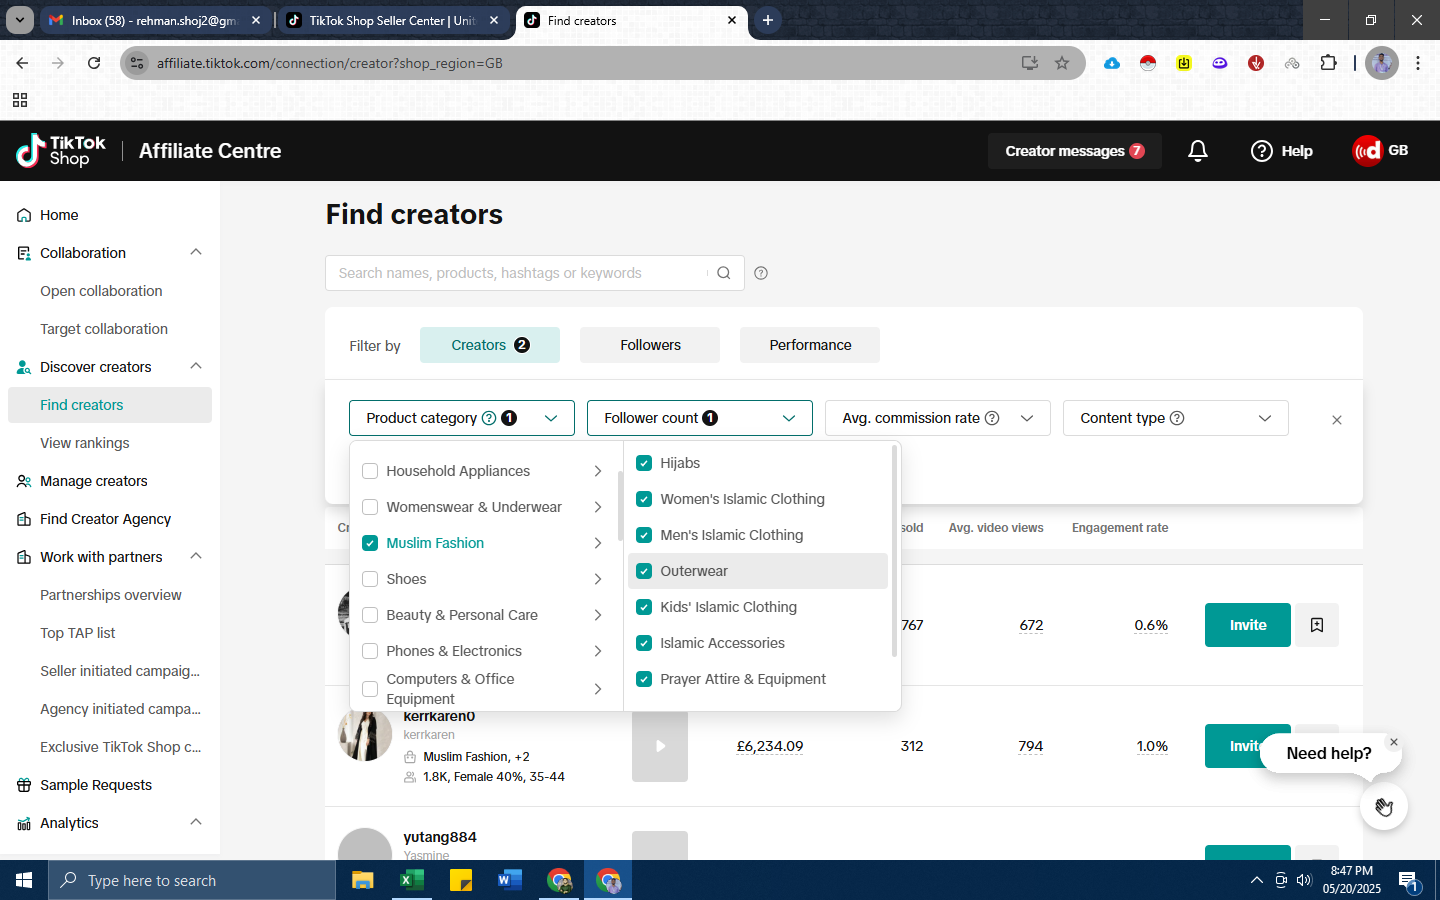 Inbox (58) - rehman.shoj2@gma
TikTok Shop Seller Center | Unit
Find creators
affiliate.tiktok.com/connection/creator?shop_region=GB
TikTok
Shop
Affiliate Centre
Creator messages 7
Help
GB
Home
Collaboration
Open collaboration
Target collaboration
Discover creators
Find creators
View rankings
Manage creators
Find Creator Agency
Work with partners
Partnerships overview
Top TAP list
Seller initiated campaig...
Agency initiated campa...
Exclusive TikTok Shop c...
Sample Requests
Analytics
Find creators
Search names, products, hashtags or keywords
Filter by
Creators 2
Followers
Performance
Product category 1
Follower count 1
Avg. commission rate
Content type
Household Appliances
Womenswear & Underwear
Muslim Fashion
Shoes
Beauty & Personal Care
Phones & Electronics
Computers & Office
Equipment
Hijabs
Women's Islamic Clothing
Men's Islamic Clothing
Outerwear
Kids' Islamic Clothing
Islamic Accessories
Prayer Attire & Equipment
sold
Avg. video views
Engagement rate
767
672
0.6%
Invite
kerrkaren0
kerrkaren
Muslim Fashion, +2
1.8K, Female 40%, 35-44
£6,234.09
312
794
1.0%
Need help?
yutang884
Yasmine
Type here to search
8:47 PM
05/20/2025
1